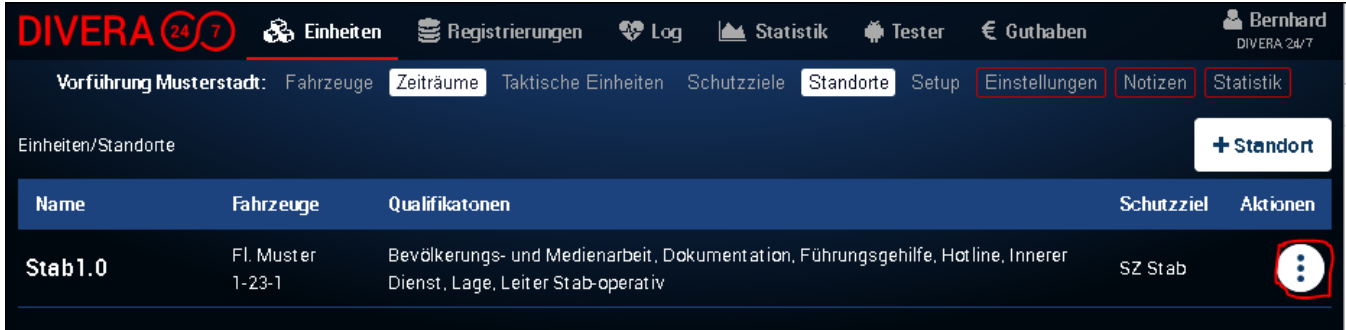 DIVERA 24/7 Einheiten Registrierungen Log Statistik Tester € Guthaben Bernhard
DIVERA 24/7
Vorführung Musterstadt: Fahrzeuge Zeiträume Taktische Einheiten Schutzziele Standorte Setup Einstellungen Notizen Statistik
Einheiten/Standorte
+ Standort
Name Fahrzeuge Qualifikatonen Schutzziel Aktionen
Stab1.0 Fl. Muster Bevölkerungs- und Medienarbeit, Dokumentation, Führungsgehilfe, Hotline, Innerer SZ Stab
1-23-1 Dienst, Lage, Leiter Stab-operativ